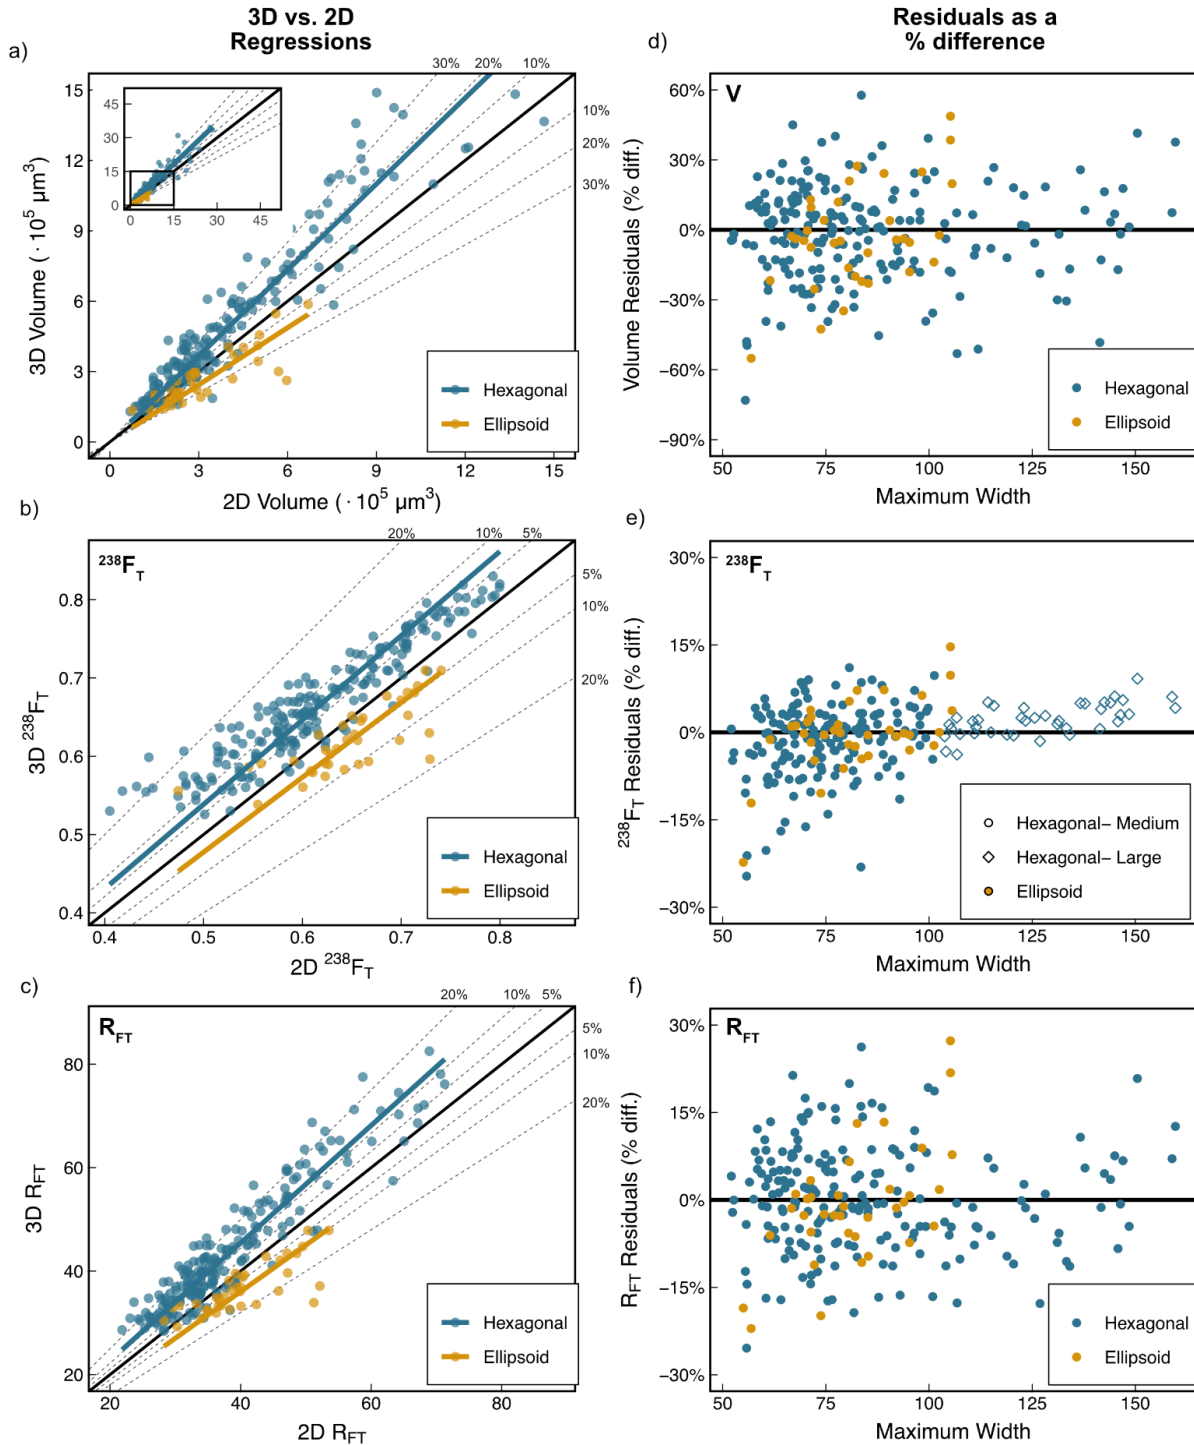 3D vs. 2D
Regressions
Residuals as a
% difference
a)
30%
20%
10%
10%
20%
30%
45
30
15
0
0
15
30
45
15
12
9
6
3
0
3D Volume ( · 10⁵ µm³)
Hexagonal
Ellipsoid
0
3
6
9
12
15
2D Volume ( · 10⁵ µm³)
d)
V
60%
30%
0%
−30%
−60%
−90%
Volume Residuals (% diff.)
Hexagonal
Ellipsoid
50
75
100
125
150
Maximum Width
b)
20%
10%
5%
5%
10%
20%
²³⁸F_T
0.8
0.7
0.6
0.5
0.4
3D ²³⁸F_T
Hexagonal
Ellipsoid
0.4
0.5
0.6
0.7
0.8
2D ²³⁸F_T
e)
²³⁸F_T
30%
15%
0%
−15%
−30%
²³⁸F_T Residuals (% diff.)
Hexagonal− Medium
Hexagonal− Large
Ellipsoid
50
75
100
125
150
Maximum Width
c)
20%
10%
5%
5%
10%
20%
R_FT
80
60
40
20
3D R_FT
Hexagonal
Ellipsoid
20
40
60
80
2D R_FT
f)
R_FT
30%
15%
0%
−15%
−30%
R_FT Residuals (% diff.)
Hexagonal
Ellipsoid
50
75
100
125
150
Maximum Width